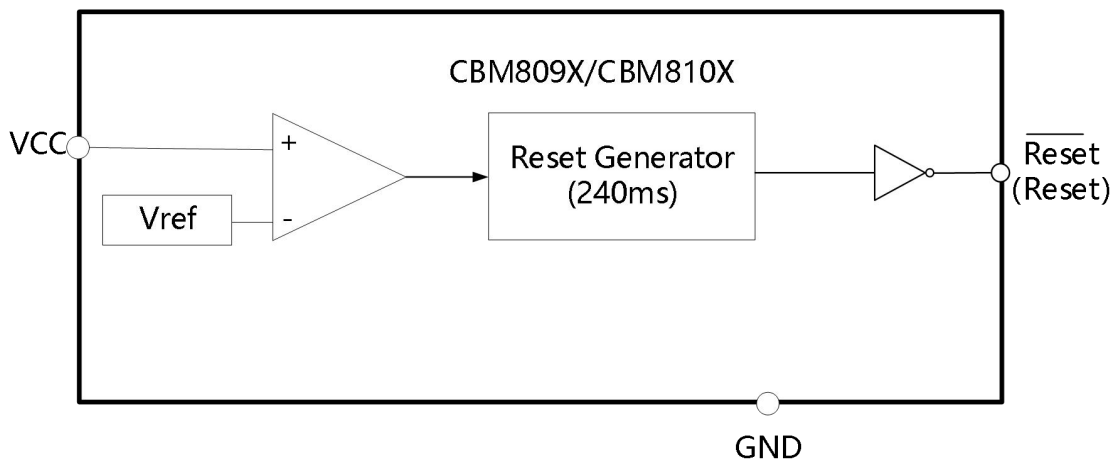 CBM809X/CBM810X
VCC
+
Vref
-
Reset Generator
(240ms)
Reset
(Reset)
GND